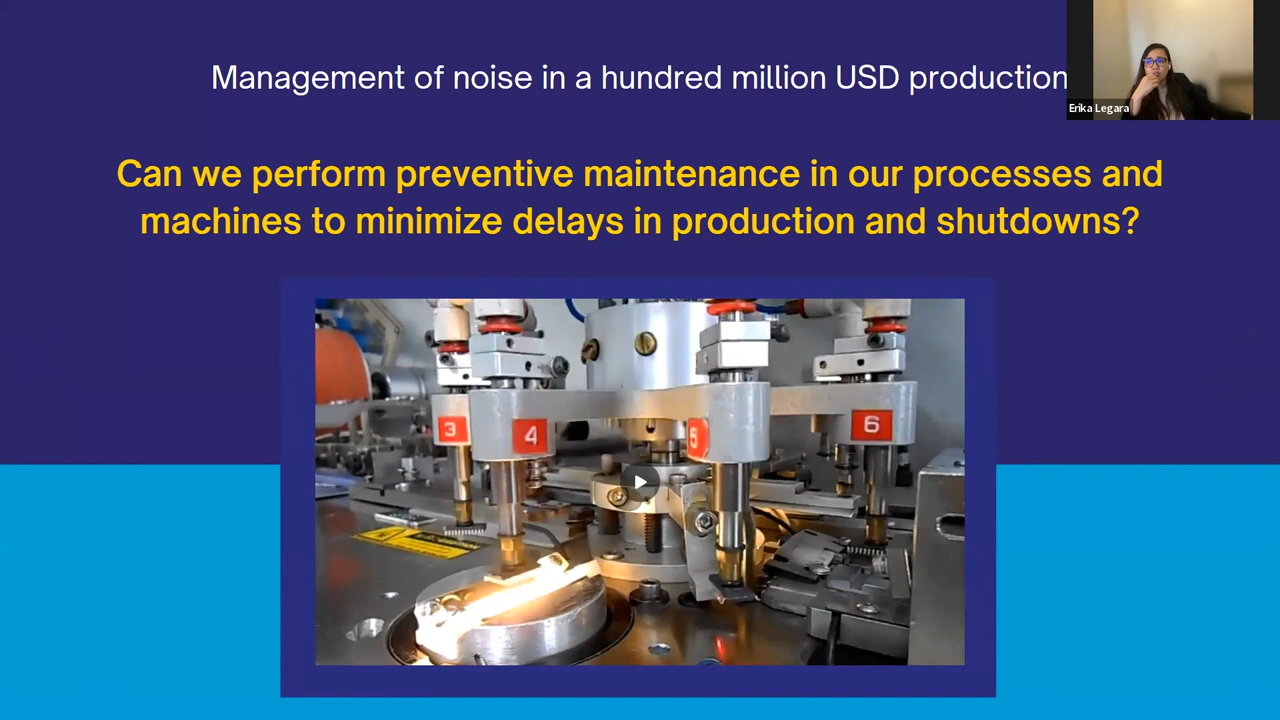 Management of noise in a hundred million USD production
Erika Legara
Can we perform preventive maintenance in our processes and
machines to minimize delays in production and shutdowns?
3
4
5
6